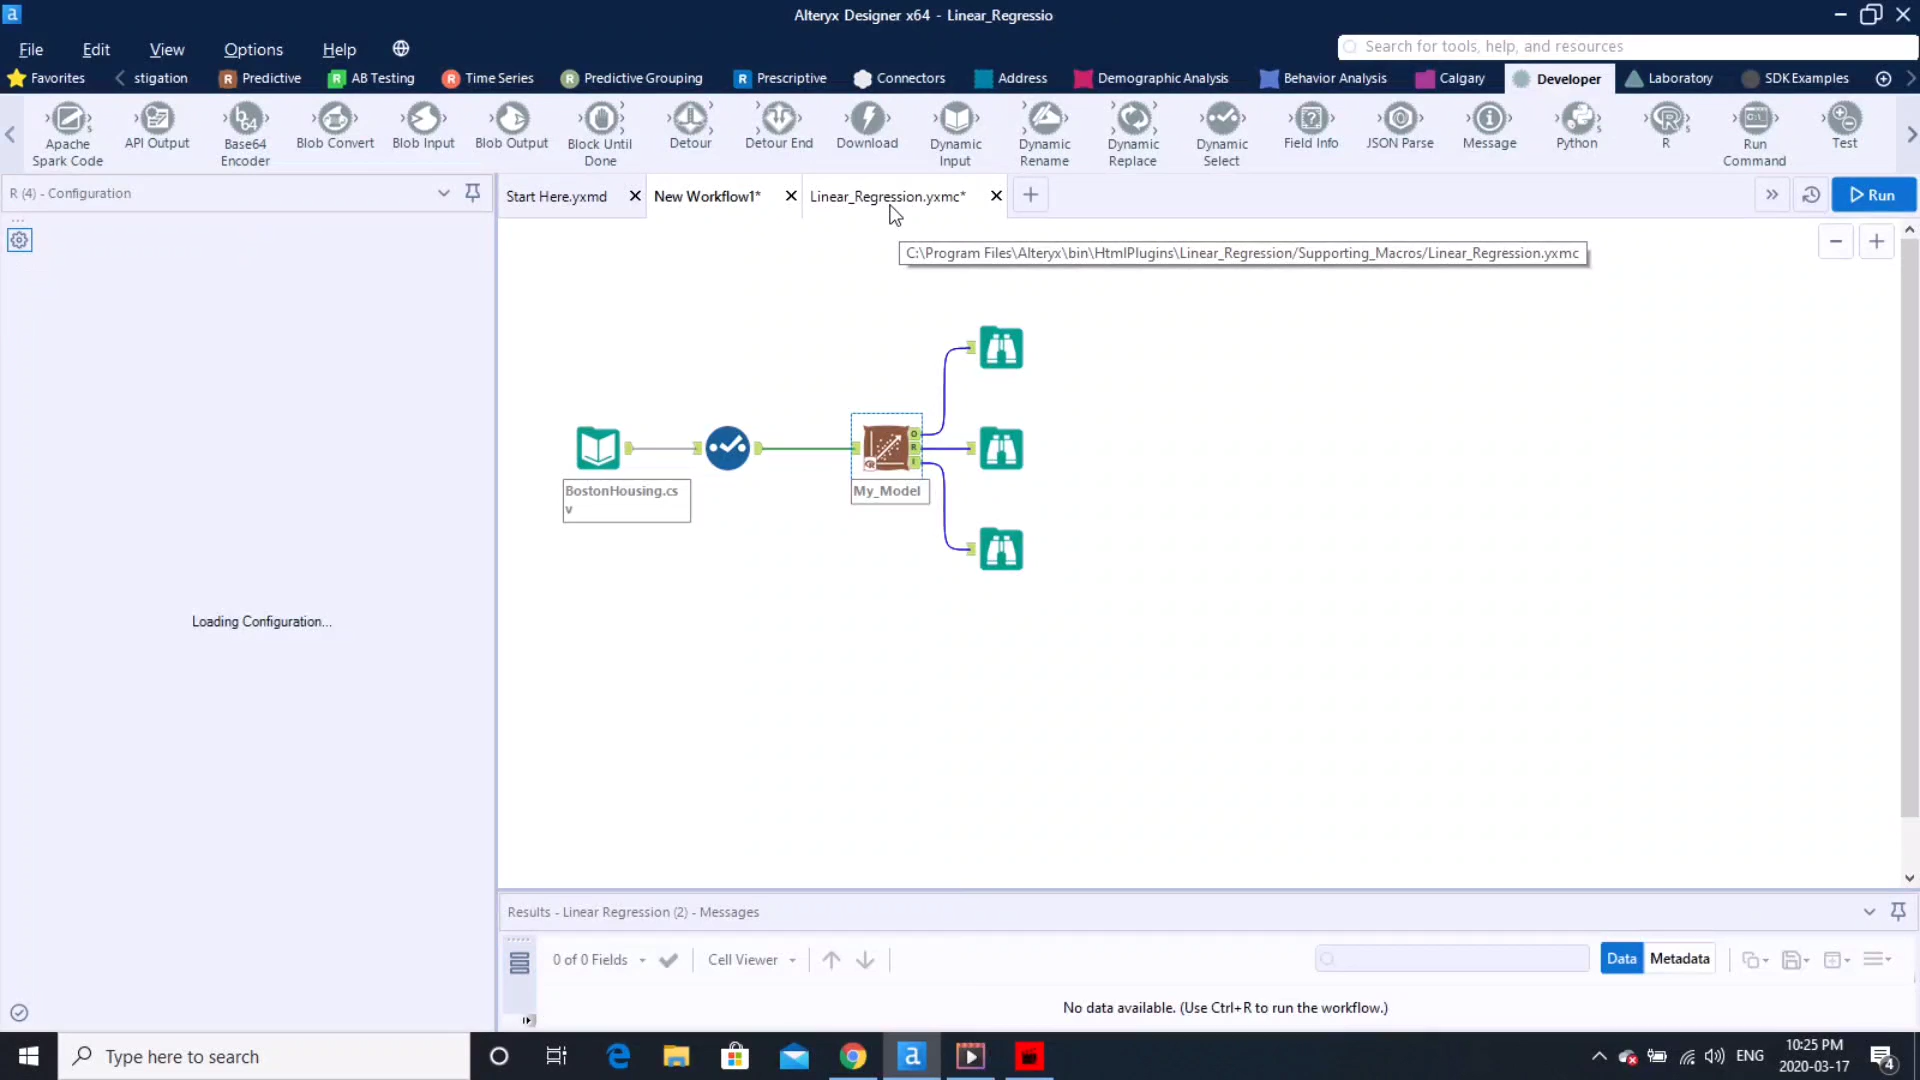 Alteryx Designer x64 - Linear_Regressio
File
Edit
View
Options
Help
Search for tools, help, and resources
Favorites
stigation
Predictive
AB Testing
Time Series
Predictive Grouping
Prescriptive
Connectors
Address
Demographic Analysis
Behavior Analysis
Calgary
Developer
Laboratory
SDK Examples
Apache
Spark Code
API Output
Base64
Encoder
Blob Convert
Blob Input
Blob Output
Block Until
Done
Detour
Detour End
Download
Dynamic
Input
Dynamic
Rename
Dynamic
Replace
Dynamic
Select
Field Info
JSON Parse
Message
Python
R
Run
Command
Test
R (4) - Configuration
Start Here.yxmd
New Workflow1*
Linear_Regression.yxmc*
Run
C:\Program Files\Alteryx\bin\HtmlPlugins\Linear_Regression/Supporting_Macros/Linear_Regression.yxmc
O
R
I
BostonHousing.cs
v
My_Model
Loading Configuration...
Results - Linear Regression (2) - Messages
0 of 0 Fields
Cell Viewer
Data
Metadata
No data available. (Use Ctrl+R to run the workflow.)
Type here to search
ENG
10:25 PM
2020-03-17
4